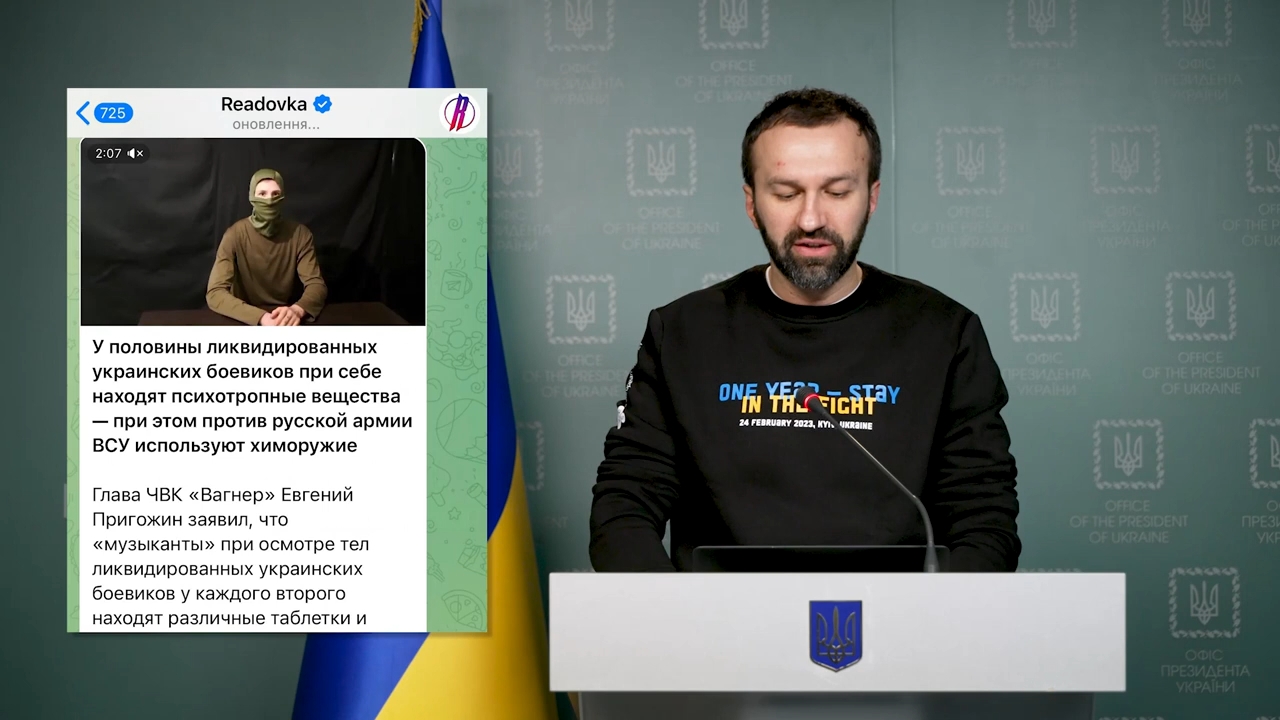 725
Readovka
оновлення...
2:07
У половины ликвидированных
украинских боевиков при себе
находят психотропные вещества
— при этом против русской армии
ВСУ используют химоружие
Глава ЧВК «Вагнер» Евгений
Пригожин заявил, что
«музыканты» при осмотре тел
ликвидированных украинских
боевиков у каждого второго
находят различные таблетки и
ONE YEAR – STAY
IN THE FIGHT
24 FEBRUARY 2023, KYIV UKRAINE
OFFICE
OF THE PRESIDENT
OF UKRAINE
ОФІС
ПРЕЗИДЕНТА
УКРАЇНИ